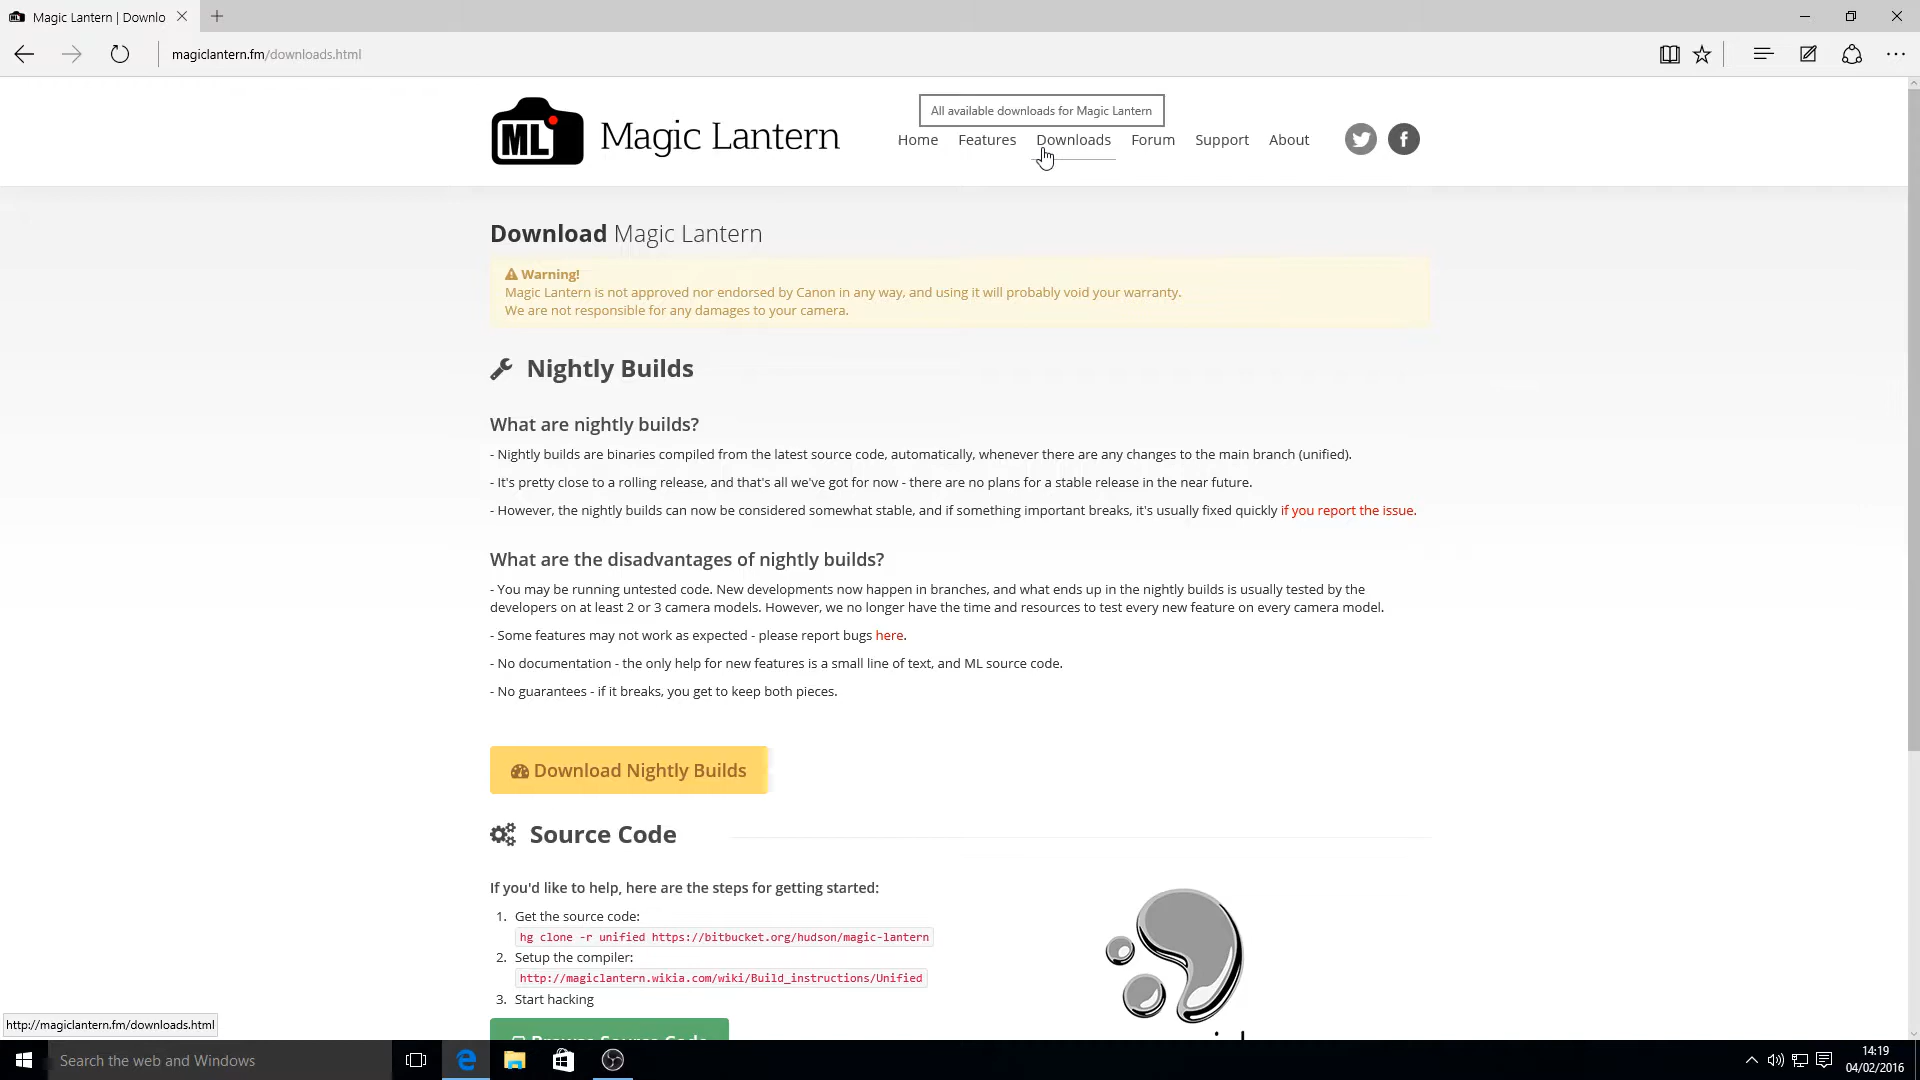 Magic Lantern | Downlo
magiclantern.fm/downloads.html
All available downloads for Magic Lantern
ML
Magic Lantern
Home Features Downloads Forum Support About
Download Magic Lantern
Warning!
Magic Lantern is not approved nor endorsed by Canon in any way, and using it will probably void your warranty.
We are not responsible for any damages to your camera.
Nightly Builds
What are nightly builds?
- Nightly builds are binaries compiled from the latest source code, automatically, whenever there are any changes to the main branch (unified).
- It's pretty close to a rolling release, and that's all we've got for now - there are no plans for a stable release in the near future.
- However, the nightly builds can now be considered somewhat stable, and if something important breaks, it's usually fixed quickly if you report the issue.
What are the disadvantages of nightly builds?
- You may be running untested code. New developments now happen in branches, and what ends up in the nightly builds is usually tested by the
developers on at least 2 or 3 camera models. However, we no longer have the time and resources to test every new feature on every camera model.
- Some features may not work as expected - please report bugs here.
- No documentation - the only help for new features is a small line of text, and ML source code.
- No guarantees - if it breaks, you get to keep both pieces.
Download Nightly Builds
Source Code
If you'd like to help, here are the steps for getting started:
1. Get the source code:
hg clone -r unified https://bitbucket.org/hudson/magic-lantern
2. Setup the compiler:
http://magiclantern.wikia.com/wiki/Build_instructions/Unified
3. Start hacking
Browse Source Code
http://magiclantern.fm/downloads.html
Search the web and Windows
14:19
04/02/2016